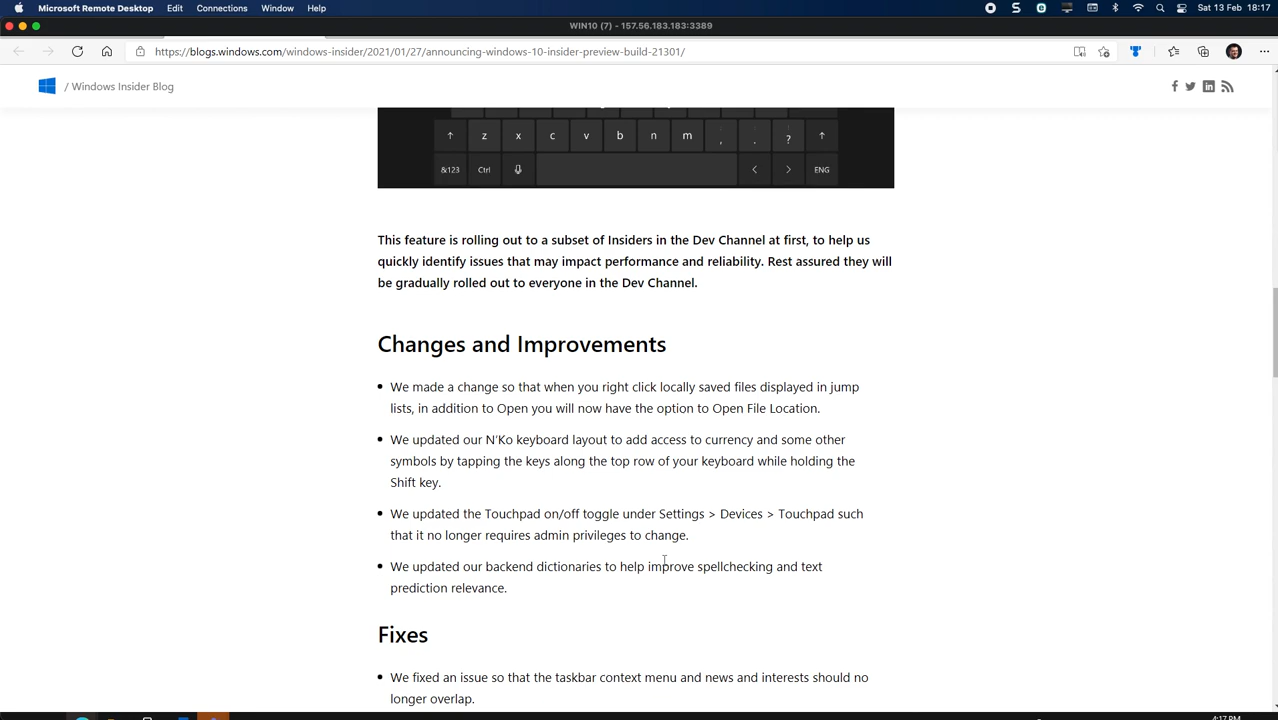 Microsoft Remote Desktop Edit Connections Window Help Sat 13 Feb 18:17
WIN10 (7) - 157.56.183.183:3389
https://blogs.windows.com/windows-insider/2021/01/27/announcing-windows-10-insider-preview-build-21301/
/ Windows Insider Blog
↑ z x c v b n m , . ? ↑
&123 Ctrl < > ENG
This feature is rolling out to a subset of Insiders in the Dev Channel at first, to help us
quickly identify issues that may impact performance and reliability. Rest assured they will
be gradually rolled out to everyone in the Dev Channel.
Changes and Improvements
• We made a change so that when you right click locally saved files displayed in jump
lists, in addition to Open you will now have the option to Open File Location.
• We updated our N'Ko keyboard layout to add access to currency and some other
symbols by tapping the keys along the top row of your keyboard while holding the
Shift key.
• We updated the Touchpad on/off toggle under Settings > Devices > Touchpad such
that it no longer requires admin privileges to change.
• We updated our backend dictionaries to help improve spellchecking and text
prediction relevance.
Fixes
• We fixed an issue so that the taskbar context menu and news and interests should no
longer overlap.
4:17 PM